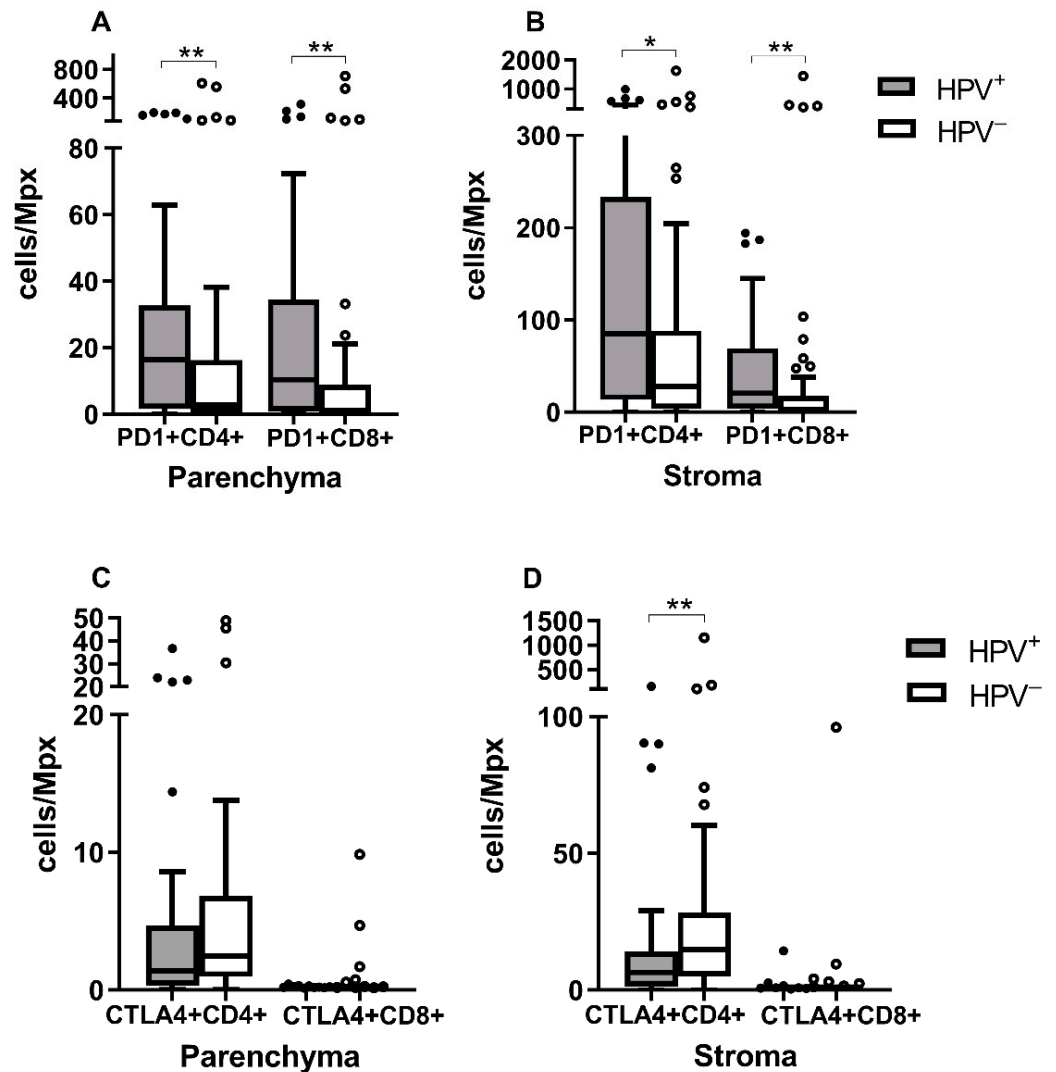 A
B
** **
* **
800
400
80
60
40
20
0
cells/Mpx
PD1+CD4+ PD1+CD8+
Parenchyma
2000
1000
300
200
100
0
cells/Mpx
PD1+CD4+ PD1+CD8+
Stroma
HPV+
HPV–
C
D
50
40
30
20
20
10
0
cells/Mpx
CTLA4+CD4+ CTLA4+CD8+
Parenchyma
**
1500
1000
500
100
50
0
cells/Mpx
CTLA4+CD4+ CTLA4+CD8+
Stroma
HPV+
HPV–